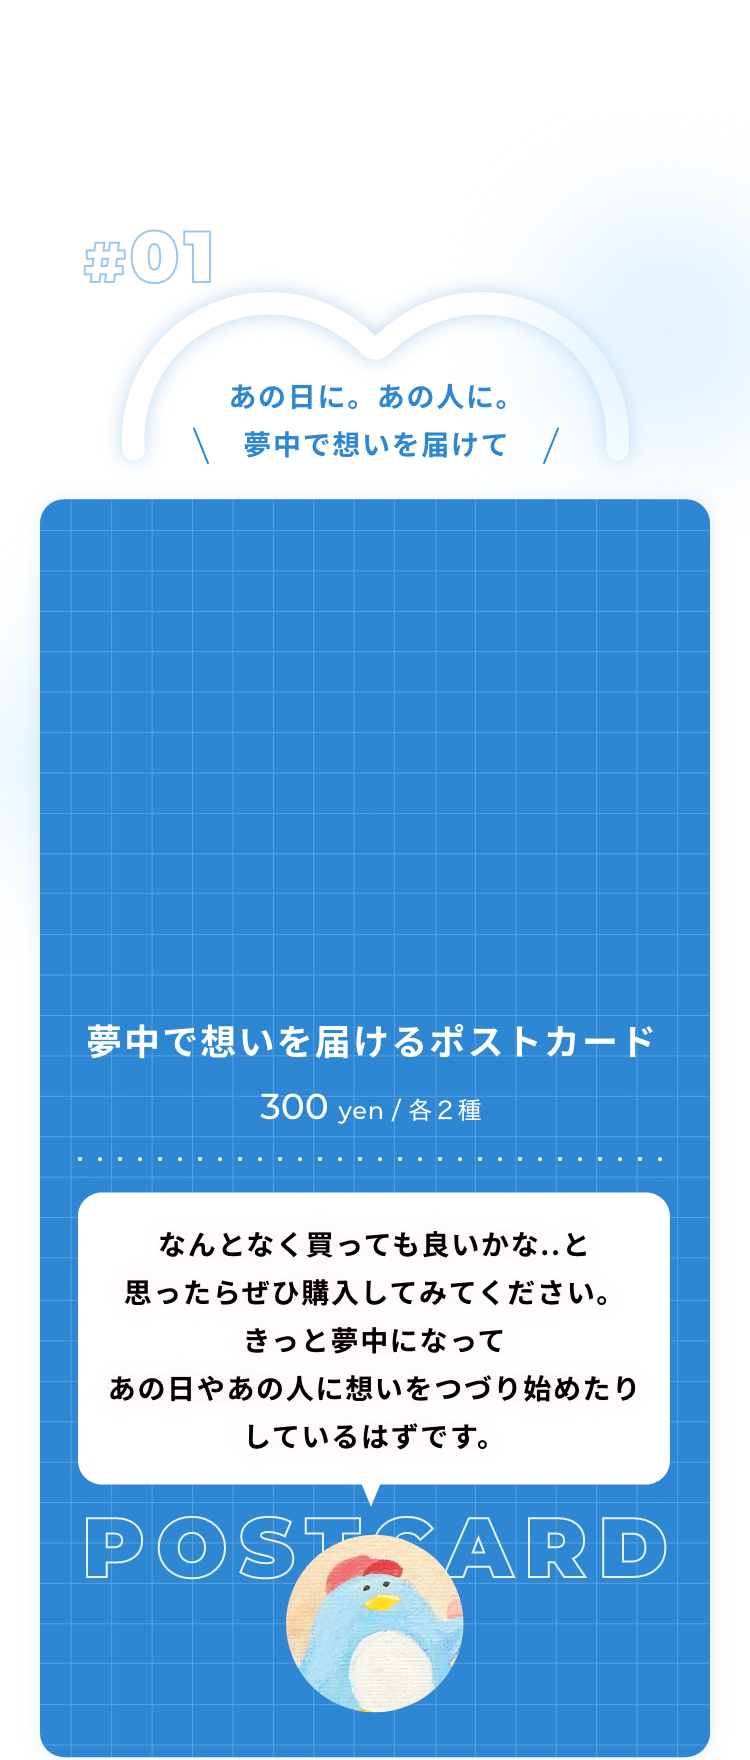 #01
あの日に。あの人に。
\ 夢中で想いを届けて /
夢中で想いを届けるポストカード
300 yen / 各２種
なんとなく買っても良いかな..と
思ったらぜひ購入してみてください。
きっと夢中になって
あの日やあの人に想いをつづり始めたり
しているはずです。
POSTCARD